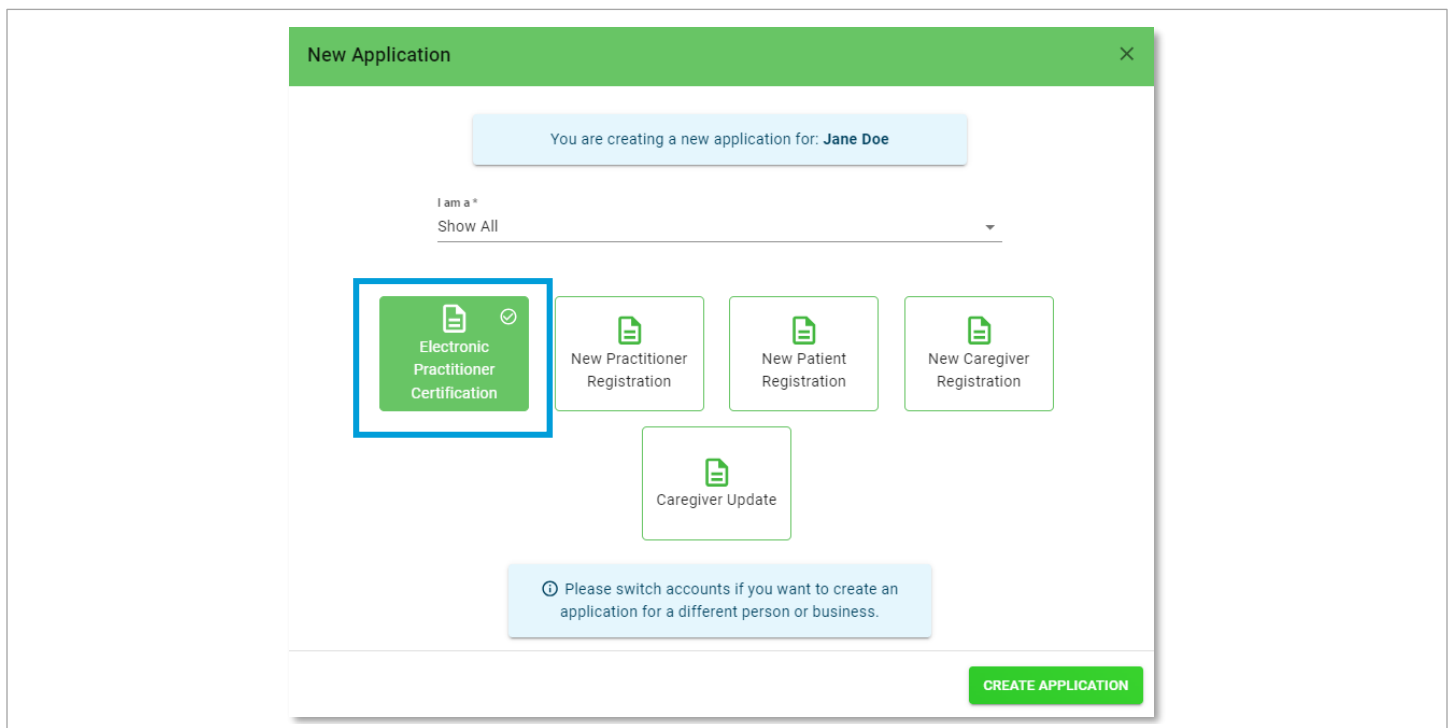 New Application
You are creating a new application for: Jane Doe
I am a *
Show All
Electronic
Practitioner
Certification
New Practitioner
Registration
New Patient
Registration
New Caregiver
Registration
Caregiver Update
Please switch accounts if you want to create an
application for a different person or business.
CREATE APPLICATION